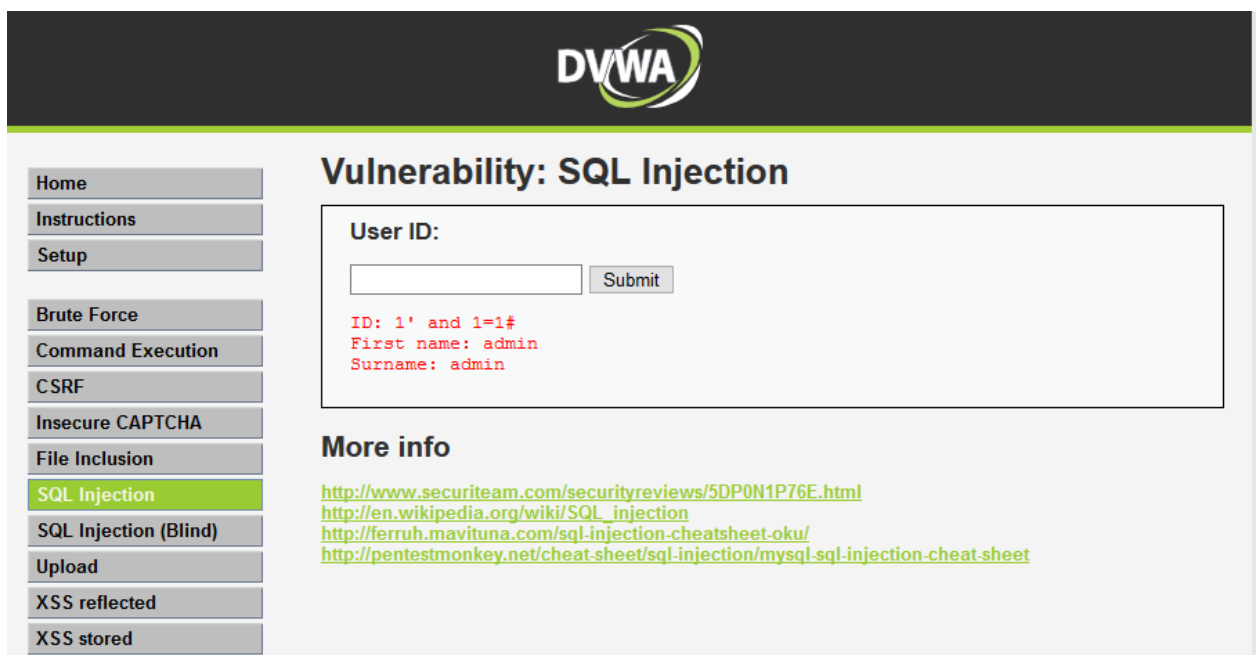 DVWA
Home
Instructions
Setup
Brute Force
Command Execution
CSRF
Insecure CAPTCHA
File Inclusion
SQL Injection
SQL Injection (Blind)
Upload
XSS reflected
XSS stored
Vulnerability: SQL Injection
User ID:
Submit
ID: 1' and 1=1#
First name: admin
Surname: admin
More info
http://www.securiteam.com/securityreviews/5DP0N1P76E.html
http://en.wikipedia.org/wiki/SQL_injection
http://ferruh.mavituna.com/sql-injection-cheatsheet-oku/
http://pentestmonkey.net/cheat-sheet/sql-injection/mysql-sql-injection-cheat-sheet